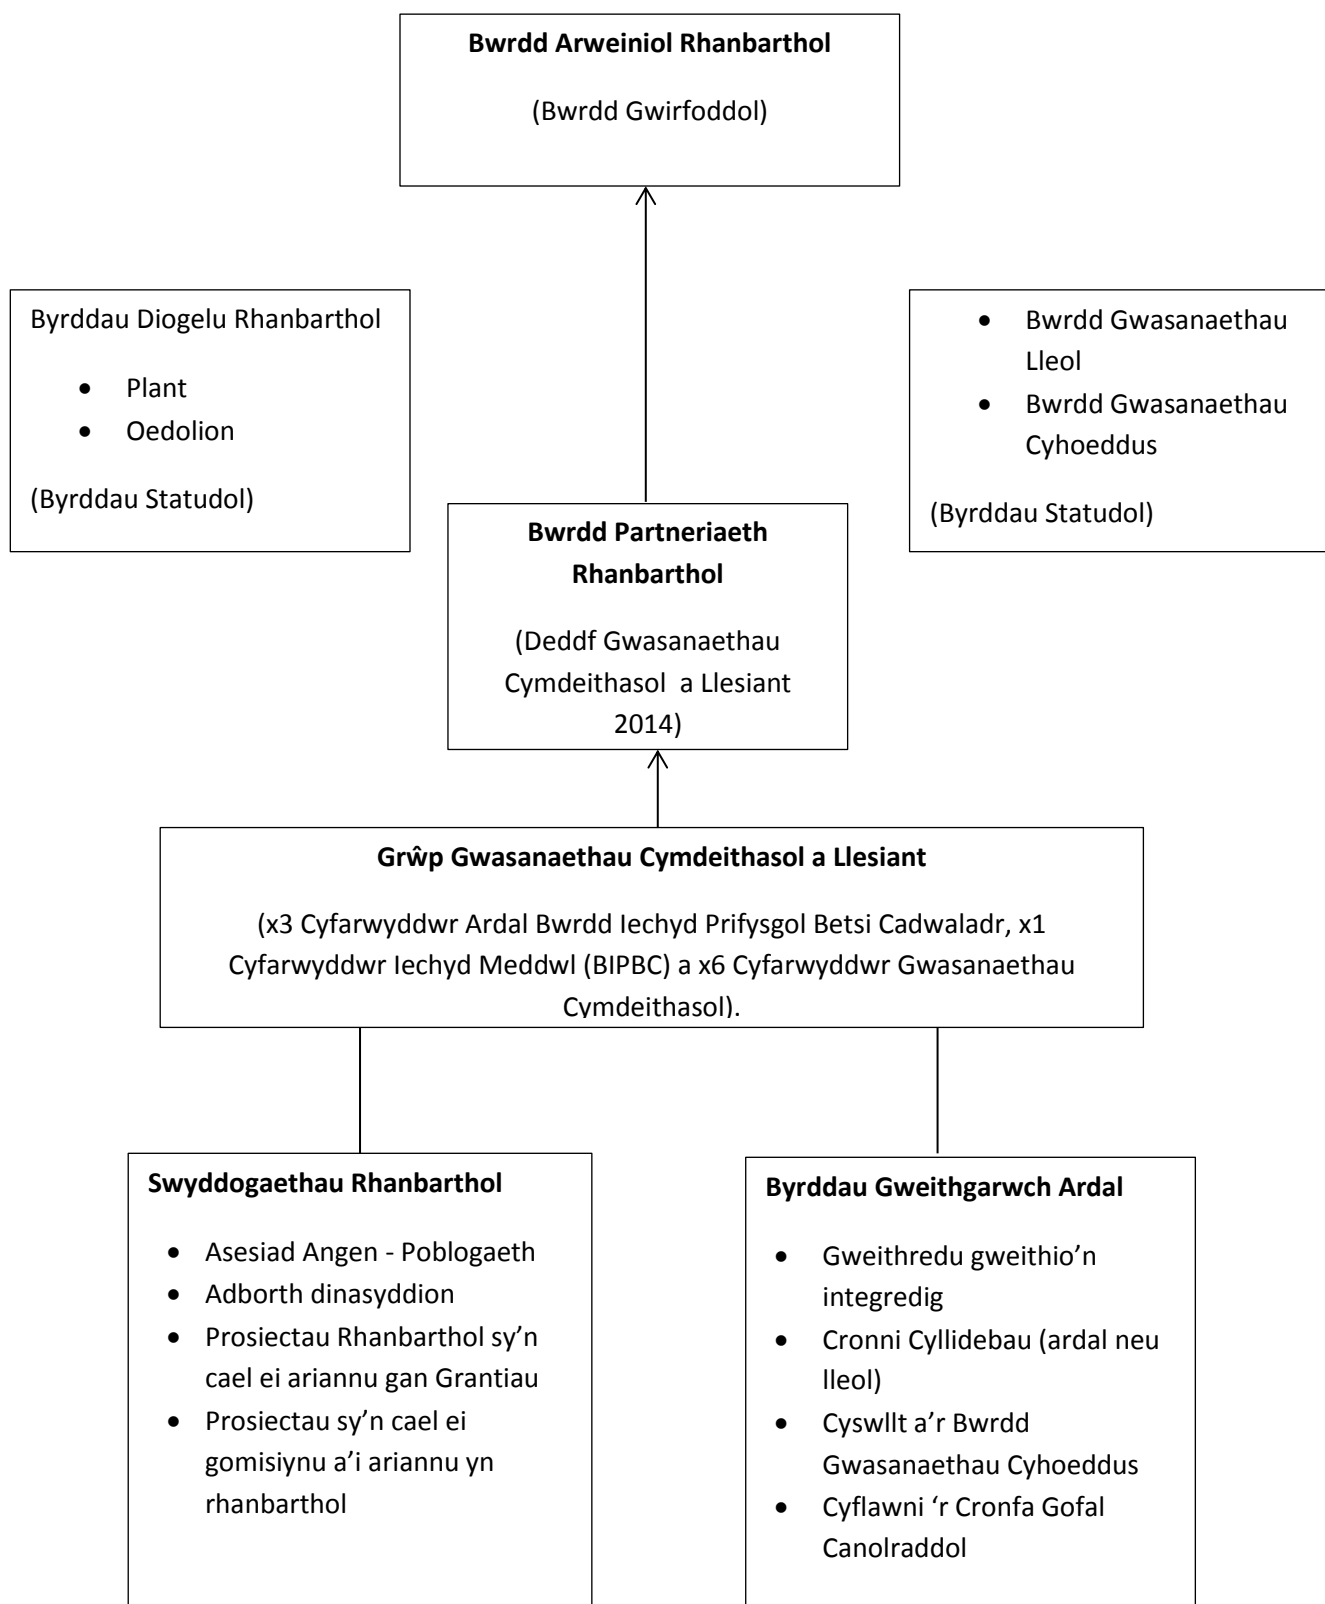 Bwrdd Arweiniol Rhanbarthol
(Bwrdd Gwirfoddol)
Byrddau Diogelu Rhanbarthol
• Plant
• Oedolion
(Byrddau Statudol)
• Bwrdd Gwasanaethau
Lleol
• Bwrdd Gwasanaethau
Cyhoeddus
(Byrddau Statudol)
Bwrdd Partneriaeth
Rhanbarthol
(Deddf Gwasanaethau
Cymdeithasol a Llesiant
2014)
Grŵp Gwasanaethau Cymdeithasol a Llesiant
(x3 Cyfarwyddwr Ardal Bwrdd Iechyd Prifysgol Betsi Cadwaladr, x1
Cyfarwyddwr Iechyd Meddwl (BIPBC) a x6 Cyfarwyddwr Gwasanaethau
Cymdeithasol).
Swyddogaethau Rhanbarthol
• Asesiad Angen - Poblogaeth
• Adborth dinasyddion
• Prosiectau Rhanbarthol sy’n
cael ei ariannu gan Grantiau
• Prosiectau sy’n cael ei
gomisiynu a’i ariannu yn
rhanbarthol
Byrddau Gweithgarwch Ardal
• Gweithredu gweithio’n
integredig
• Cronni Cyllidebau (ardal neu
lleol)
• Cyswllt a’r Bwrdd
Gwasanaethau Cyhoeddus
• Cyflawni ‘r Cronfa Gofal
Canolraddol